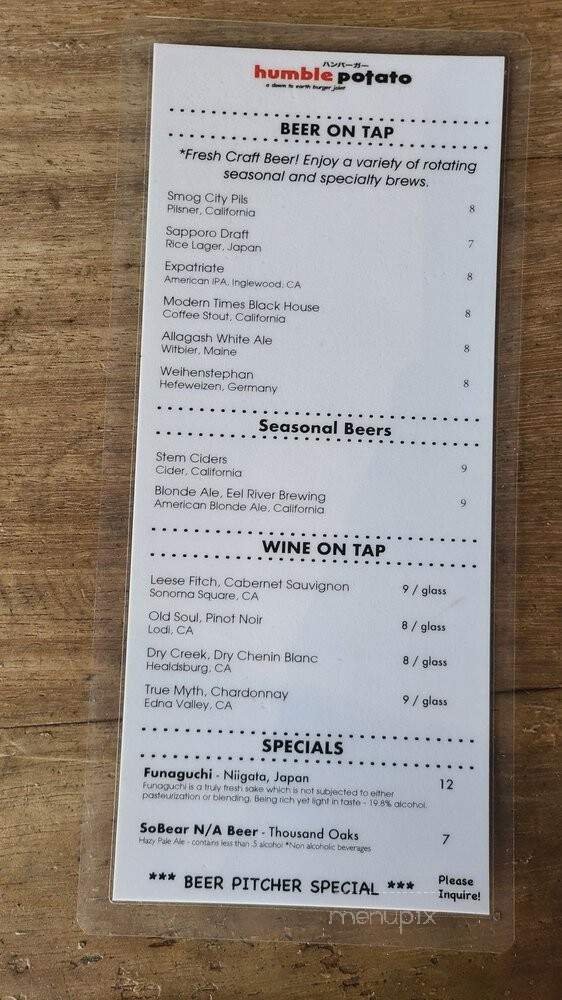 ハンバーガー
humble potato
a down to earth burger joint
BEER ON TAP
*Fresh Craft Beer! Enjoy a variety of rotating
seasonal and specialty brews.
Smog City Pils 8
Pilsner, California
Sapporo Draft 7
Rice Lager, Japan
Expatriate 8
American IPA, Inglewood, CA
Modern Times Black House 8
Coffee Stout, California
Allagash White Ale 8
Witbier, Maine
Weihenstephan 8
Hefeweizen, Germany
Seasonal Beers
Stem Ciders 9
Cider, California
Blonde Ale, Eel River Brewing 9
American Blonde Ale, California
WINE ON TAP
Leese Fitch, Cabernet Sauvignon 9 / glass
Sonoma Square, CA
Old Soul, Pinot Noir 8 / glass
Lodi, CA
Dry Creek, Dry Chenin Blanc 8 / glass
Healdsburg, CA
True Myth, Chardonnay 9 / glass
Edna Valley, CA
SPECIALS
Funaguchi - Niigata, Japan 12
Funaguchi is a truly fresh sake which is not subjected to either
pasteurization or blending. Being rich yet light in taste - 19.8% alcohol.
SoBear N/A Beer - Thousand Oaks 7
Hazy Pale Ale - contains less than .5 alcohol *Non alcoholic beverages
*** BEER PITCHER SPECIAL *** Please
Inquire!
menupix